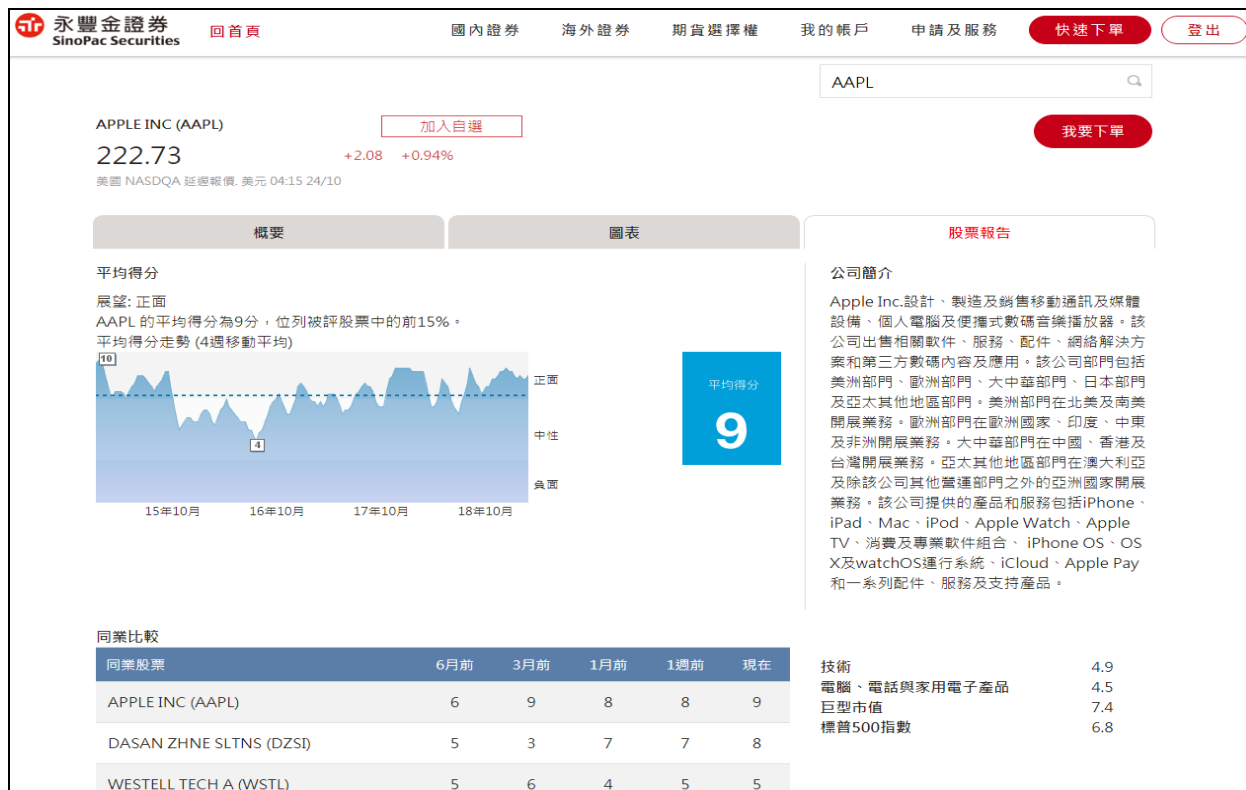 永豐金證券
SinoPac Securities
回首頁
國內證券
海外證券
期貨選擇權
我的帳戶
申請及服務
快速下單
登出
AAPL
APPLE INC (AAPL)
加入自選
我要下單
222.73
+2.08 +0.94%
美國 NASDQA 延遲報價. 美元 04:15 24/10
概要
圖表
股票報告
平均得分
展望: 正面
AAPL 的平均得分為9分，位列被評股票中的前15%。
平均得分走勢 (4週移動平均)
10
4
正面
中性
負面
15年10月 16年10月 17年10月 18年10月
平均得分
9
公司簡介
Apple Inc.設計、製造及銷售移動通訊及媒體
設備、個人電腦及便攜式數碼音樂播放器。該
公司出售相關軟件、服務、配件、網絡解決方
案和第三方數碼內容及應用。該公司部門包括
美洲部門、歐洲部門、大中華部門、日本部門
及亞太其他地區部門。美洲部門在北美及南美
開展業務。歐洲部門在歐洲國家、印度、中東
及非洲開展業務。大中華部門在中國、香港及
台灣開展業務。亞太其他地區部門在澳大利亞
及除該公司其他營運部門之外的亞洲國家開展
業務。該公司提供的產品和服務包括iPhone、
iPad、Mac、iPod、Apple Watch、Apple
TV、消費及專業軟件組合、 iPhone OS、OS
X及watchOS運行系統、iCloud、Apple Pay
和一系列配件、服務及支持產品。
同業比較
同業股票 6月前 3月前 1月前 1週前 現在
APPLE INC (AAPL) 6 9 8 8 9
DASAN ZHNE SLTNS (DZSI) 5 3 7 7 8
WESTELL TECH A (WSTL) 5 6 4 5 5
技術 4.9
電腦、電話與家用電子產品 4.5
巨型市值 7.4
標普500指數 6.8